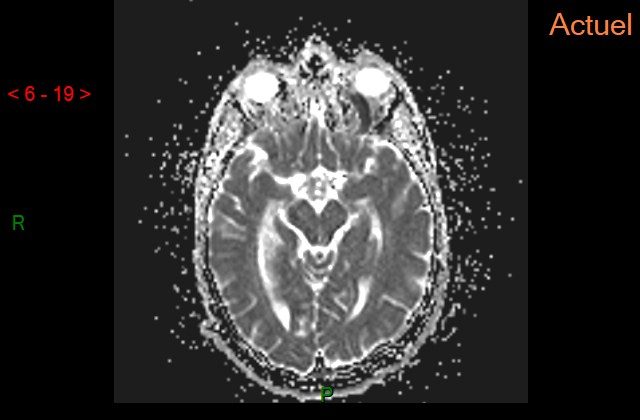 Actuel
< 6 - 19 >
R
P